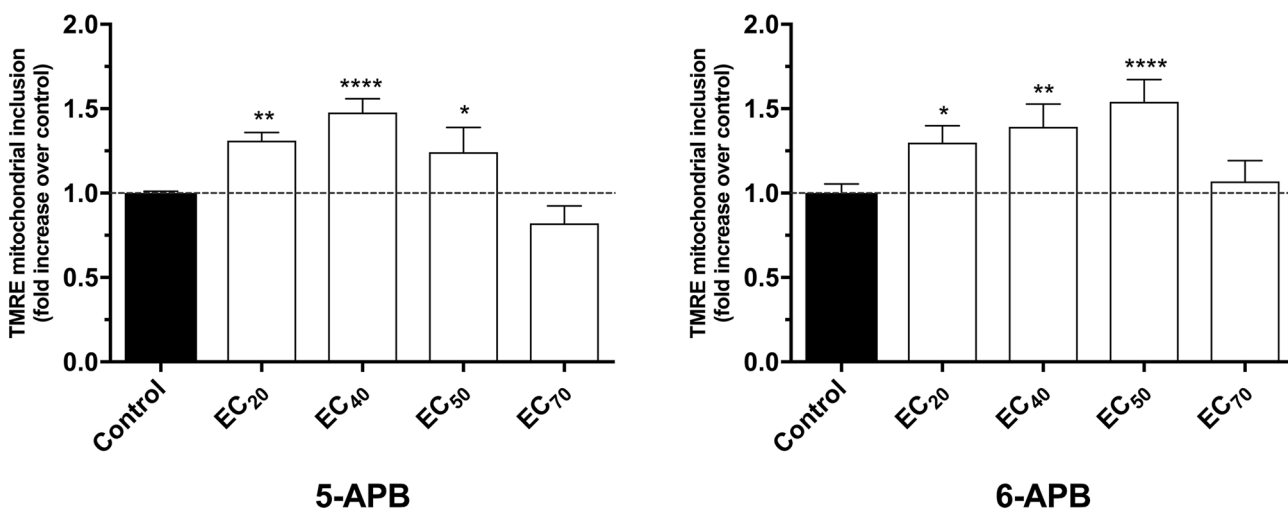 TMRE mitochondrial inclusion
(fold increase over control)
2.0
1.5
1.0
0.5
0.0
**
****
*
Control
EC20
EC40
EC50
EC70
5-APB
TMRE mitochondrial inclusion
(fold increase over control)
2.0
1.5
1.0
0.5
0.0
*
**
****
Control
EC20
EC40
EC50
EC70
6-APB